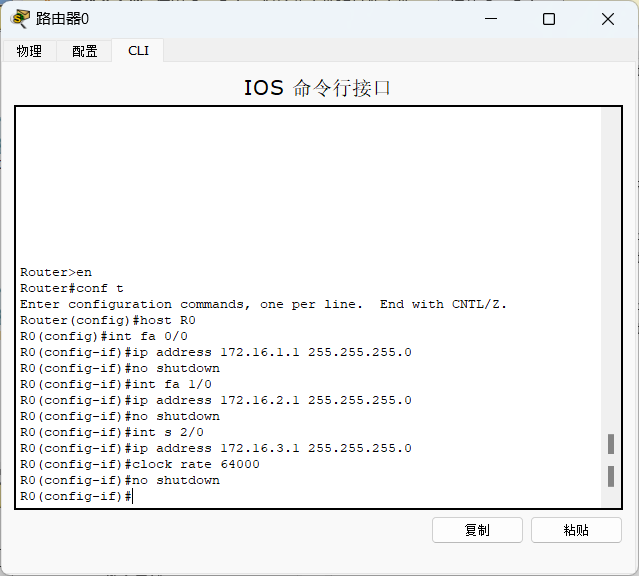 路由器0
物理 配置 CLI
IOS 命令行接口
Router>en
Router#conf t
Enter configuration commands, one per line.  End with CNTL/Z.
Router(config)#host R0
R0(config)#int fa 0/0
R0(config-if)#ip address 172.16.1.1 255.255.255.0
R0(config-if)#no shutdown
R0(config-if)#int fa 1/0
R0(config-if)#ip address 172.16.2.1 255.255.255.0
R0(config-if)#no shutdown
R0(config-if)#int s 2/0
R0(config-if)#ip address 172.16.3.1 255.255.255.0
R0(config-if)#clock rate 64000
R0(config-if)#no shutdown
R0(config-if)#
复制 粘贴